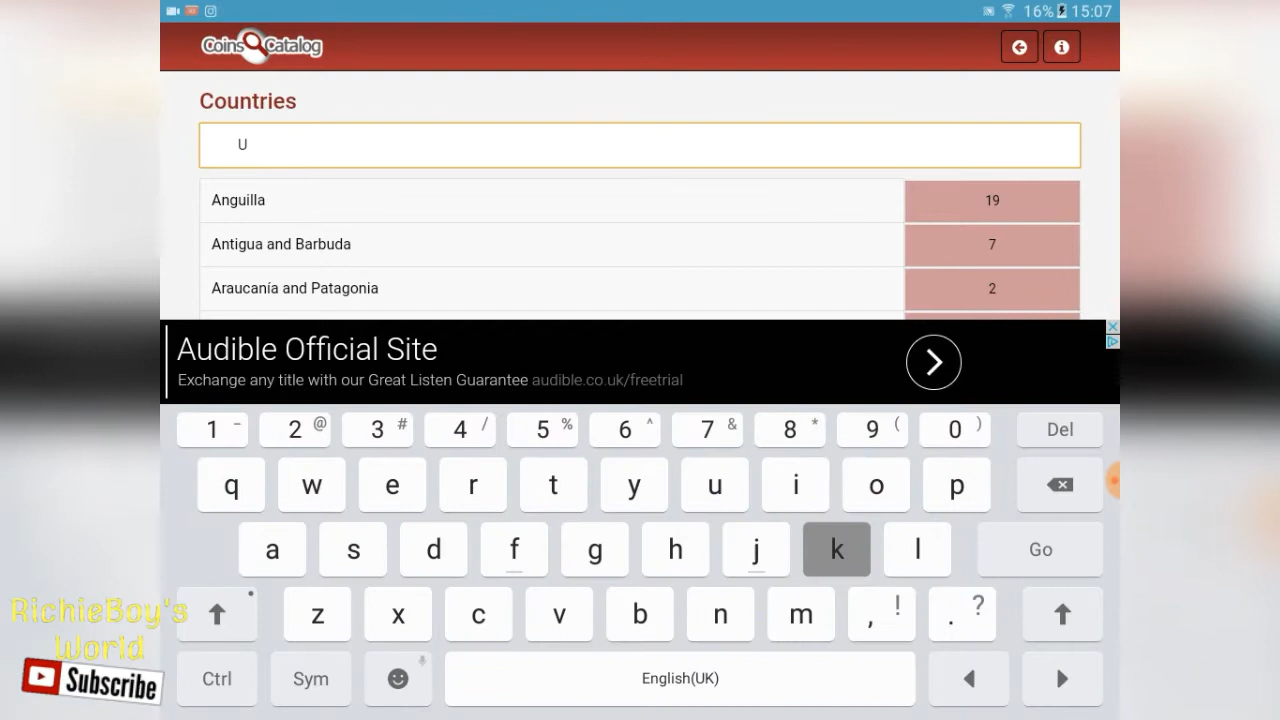 16% 15:07
Coins Catalog
Countries
U
Anguilla 19
Antigua and Barbuda 7
Araucanía and Patagonia 2
Audible Official Site
Exchange any title with our Great Listen Guarantee audible.co.uk/freetrial
1 - 2 @ 3 # 4 / 5 % 6 ^ 7 & 8 * 9 ( 0 ) Del
q w e r t y u i o p
a s d f g h j k l Go
z x c v b n m , ! . ?
Ctrl Sym English(UK)
RichieBoy's
World
Subscribe